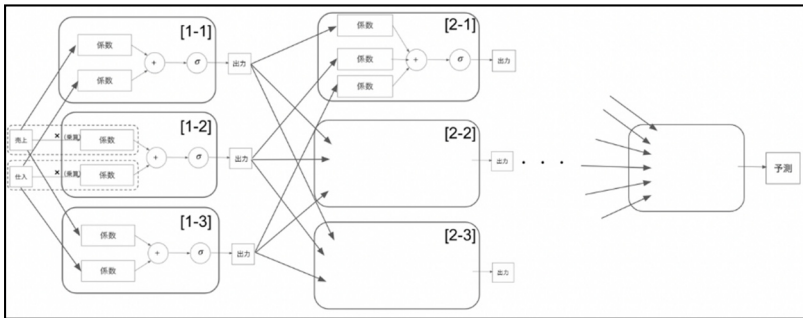 [1-1]
係数
係数
+
σ
出力
[1-2]
売上
× (乗算)
係数
仕入
× (乗算)
係数
+
σ
出力
[1-3]
係数
係数
+
σ
出力
[2-1]
係数
係数
係数
+
σ
出力
[2-2]
出力
[2-3]
出力
・・・
予測